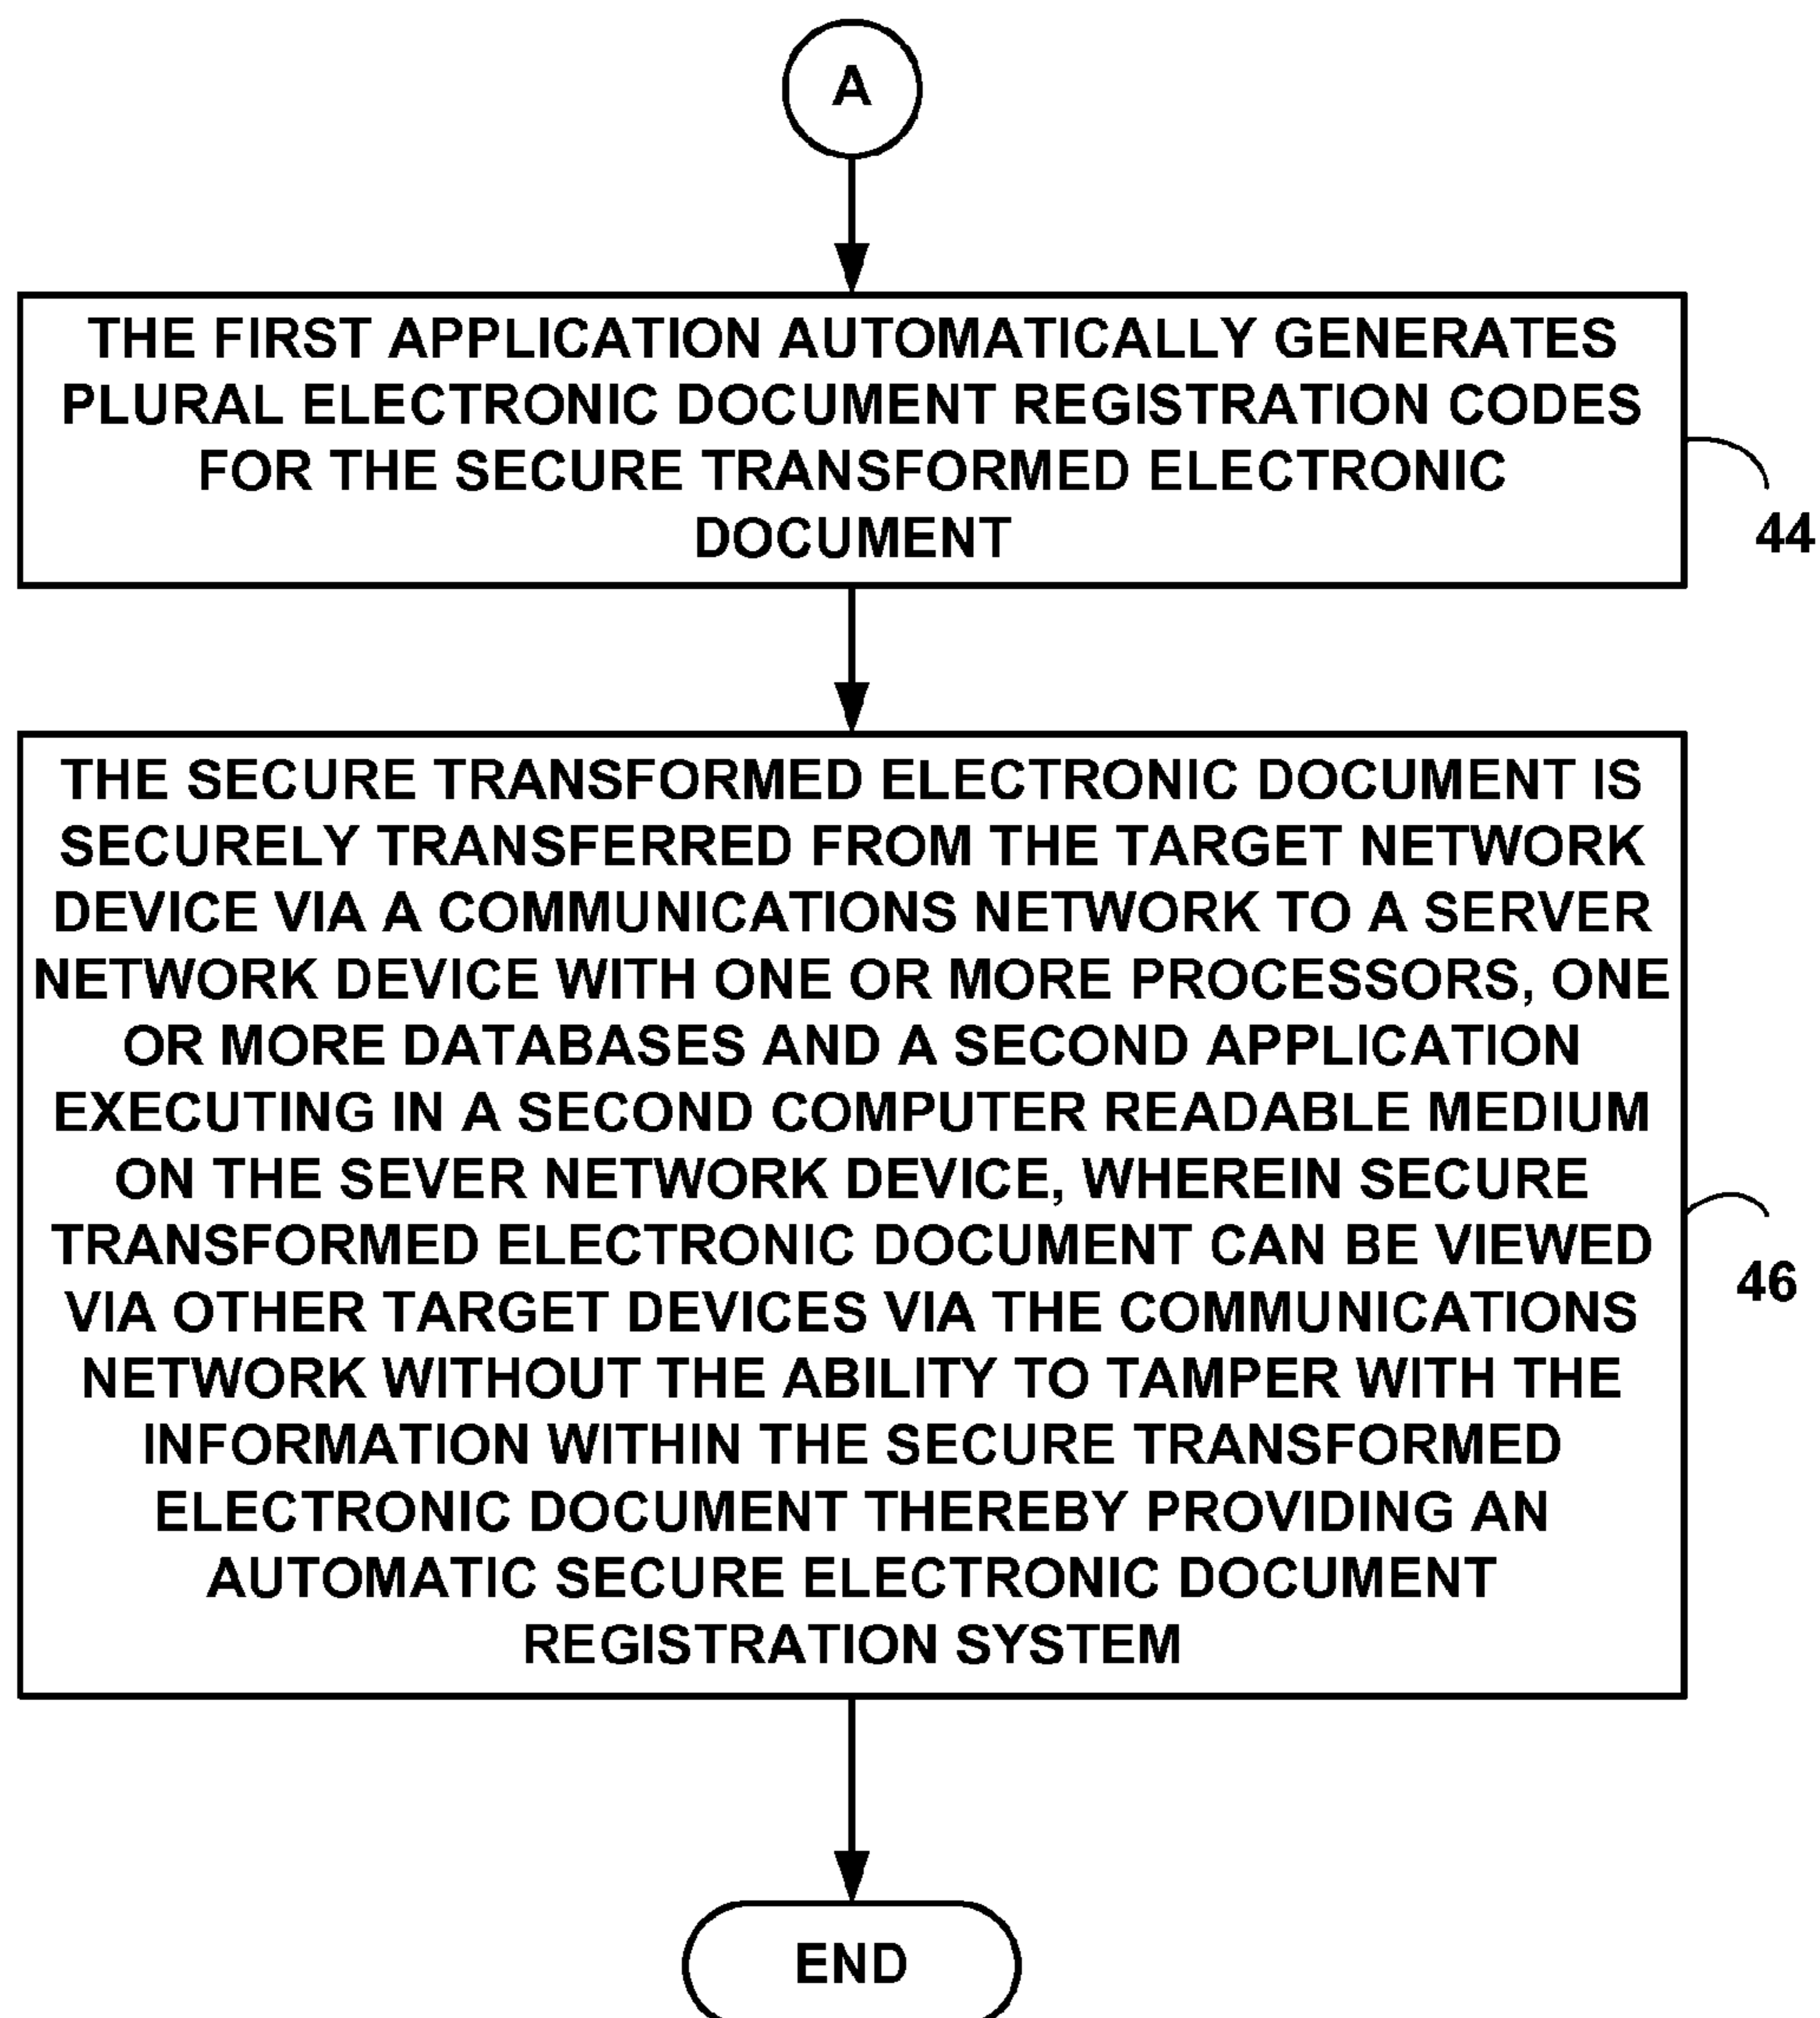 A
THE FIRST APPLICATION AUTOMATICALLY GENERATES
PLURAL ELECTRONIC DOCUMENT REGISTRATION CODES
FOR THE SECURE TRANSFORMED ELECTRONIC
DOCUMENT
44
THE SECURE TRANSFORMED ELECTRONIC DOCUMENT IS
SECURELY TRANSFERRED FROM THE TARGET NETWORK
DEVICE VIA A COMMUNICATIONS NETWORK TO A SERVER
NETWORK DEVICE WITH ONE OR MORE PROCESSORS, ONE
OR MORE DATABASES AND A SECOND APPLICATION
EXECUTING IN A SECOND COMPUTER READABLE MEDIUM
ON THE SEVER NETWORK DEVICE, WHEREIN SECURE
TRANSFORMED ELECTRONIC DOCUMENT CAN BE VIEWED
VIA OTHER TARGET DEVICES VIA THE COMMUNICATIONS
NETWORK WITHOUT THE ABILITY TO TAMPER WITH THE
INFORMATION WITHIN THE SECURE TRANSFORMED
ELECTRONIC DOCUMENT THEREBY PROVIDING AN
AUTOMATIC SECURE ELECTRONIC DOCUMENT
REGISTRATION SYSTEM
46
END